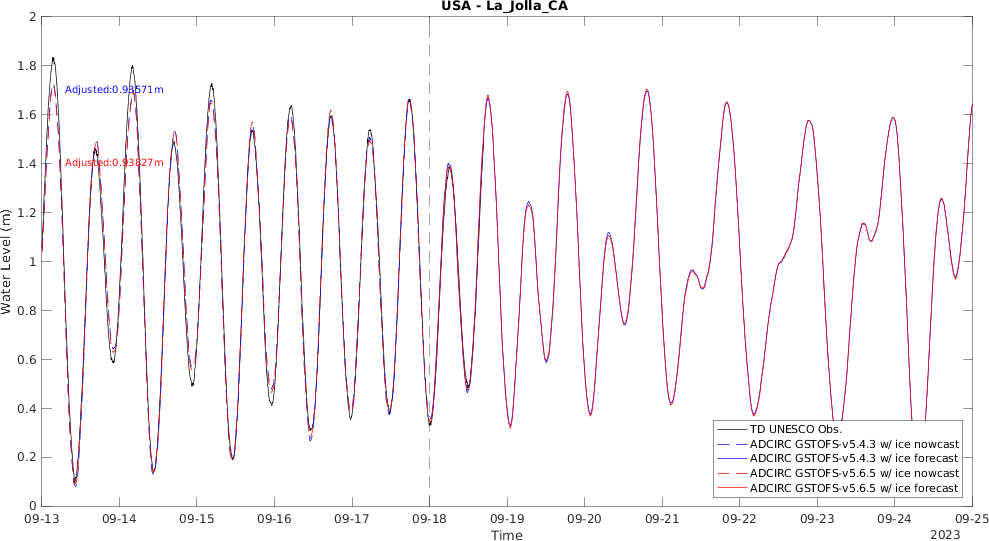 USA - La_Jolla_CA
2
1.8
1.6
1.4
1.2
1
0.8
0.6
0.4
0.2
0
Water Level (m)
Adjusted:0.93571m
Adjusted:0.93827m
TD UNESCO Obs.
ADCIRC GSTOFS-v5.4.3 w/ ice nowcast
ADCIRC GSTOFS-v5.4.3 w/ ice forecast
ADCIRC GSTOFS-v5.6.5 w/ ice nowcast
ADCIRC GSTOFS-v5.6.5 w/ ice forecast
09-13 09-14 09-15 09-16 09-17 09-18 09-19 09-20 09-21 09-22 09-23 09-24 09-25
Time
2023